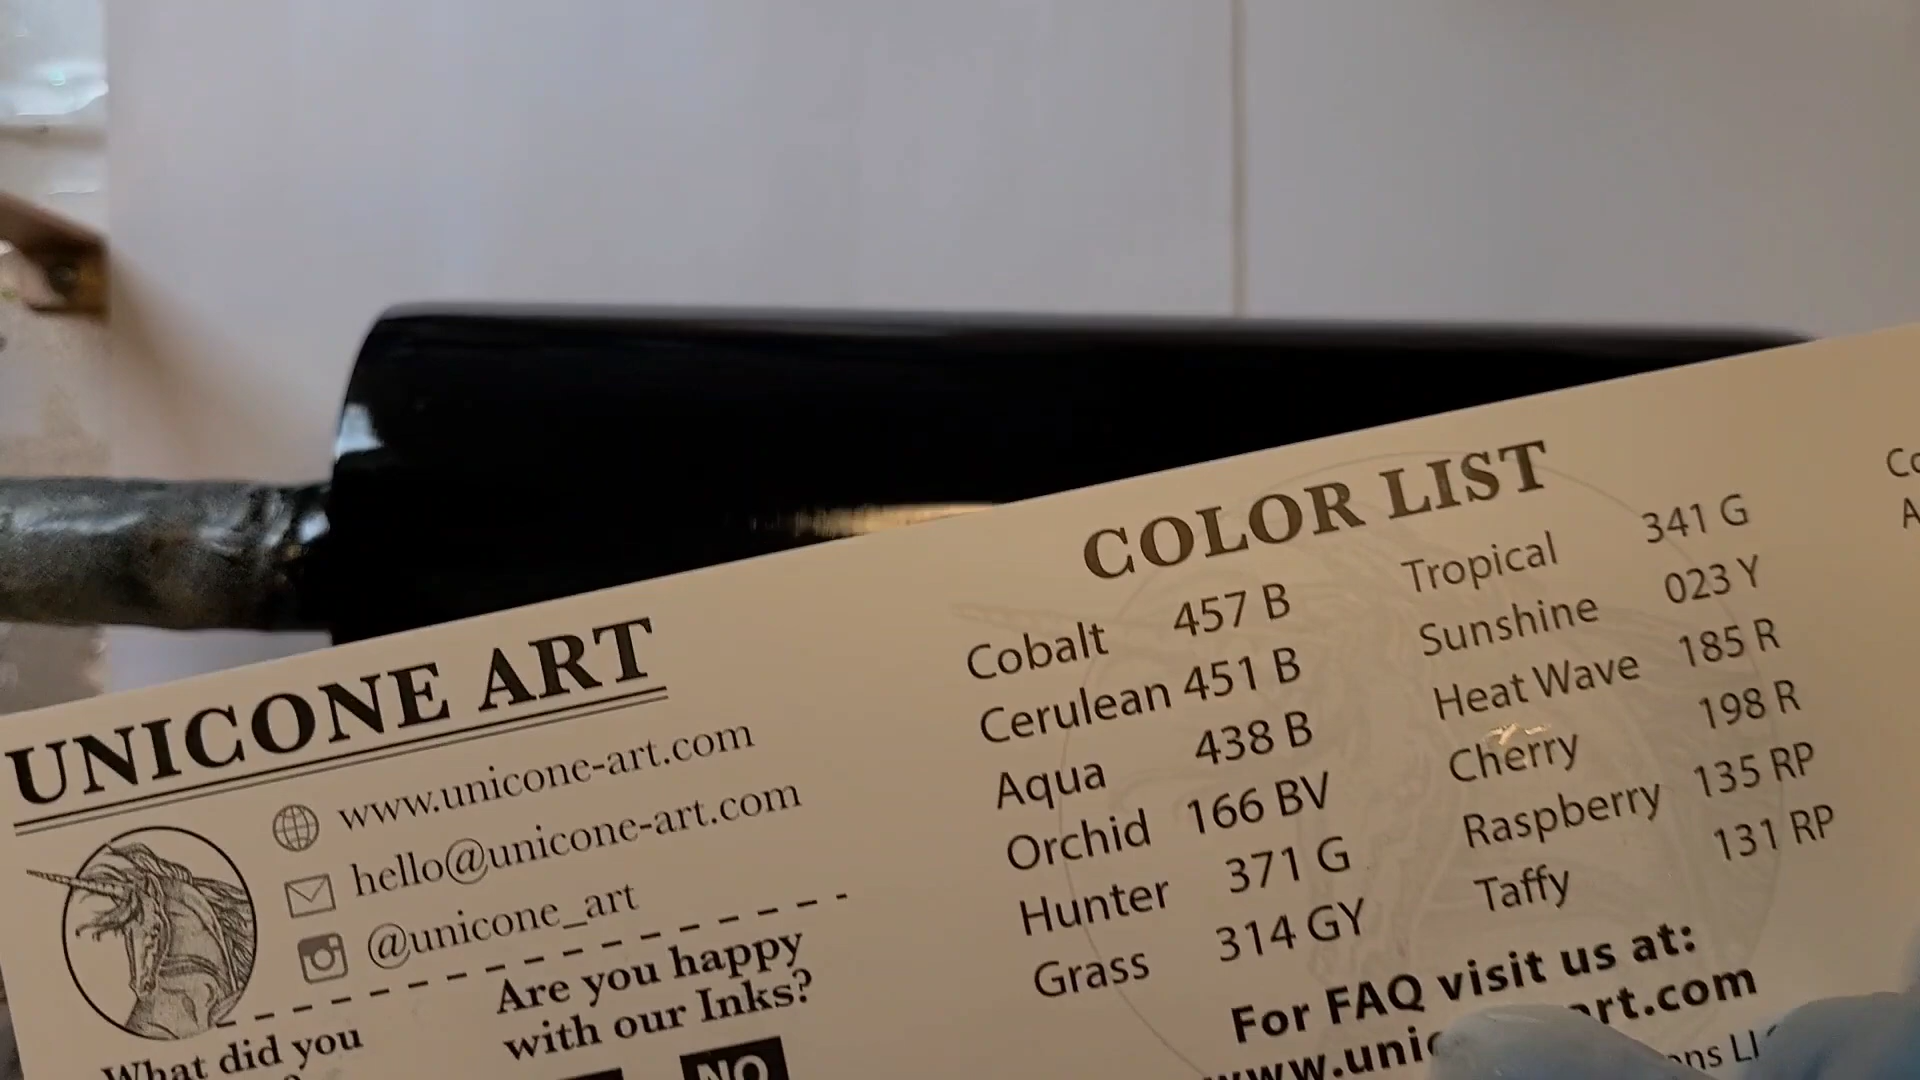 UNICONE ART
www.unicone-art.com
hello@unicone-art.com
@unicone_art
Are you happy
with our Inks?
NO
What did you
COLOR LIST
Cobalt 457 B
Cerulean 451 B
Aqua 438 B
Orchid 166 BV
Hunter 371 G
Grass 314 GY
Tropical 341 G
Sunshine 023 Y
Heat Wave 185 R
Cherry 198 R
Raspberry 135 RP
Taffy 131 RP
For FAQ visit us at: